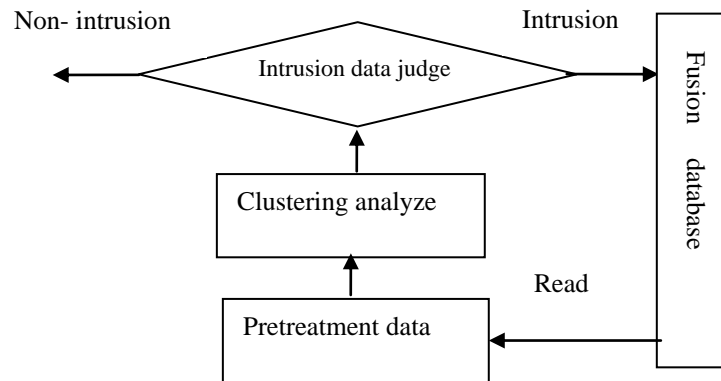 Non- intrusion
Intrusion
Intrusion data judge
Fusion database
Clustering analyze
Read
Pretreatment data